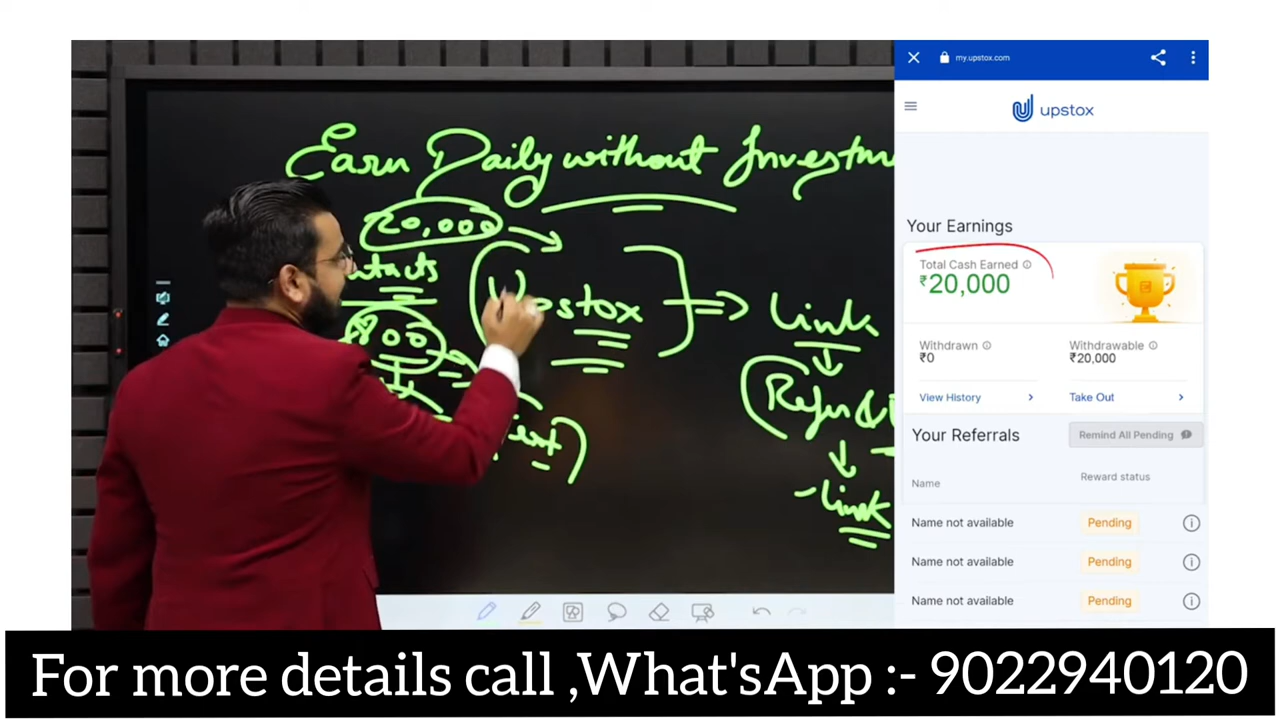 Earn Daily without Investm
20,000
Upstox
Link
Refer &
- Link
my.upstox.com
upstox
Your Earnings
Total Cash Earned
₹20,000
Withdrawn
₹0
Withdrawable
₹20,000
View History
Take Out
Your Referrals
Remind All Pending
Name
Reward status
Name not available
Pending
Name not available
Pending
Name not available
Pending
For more details call ,What'sApp :- 9022940120